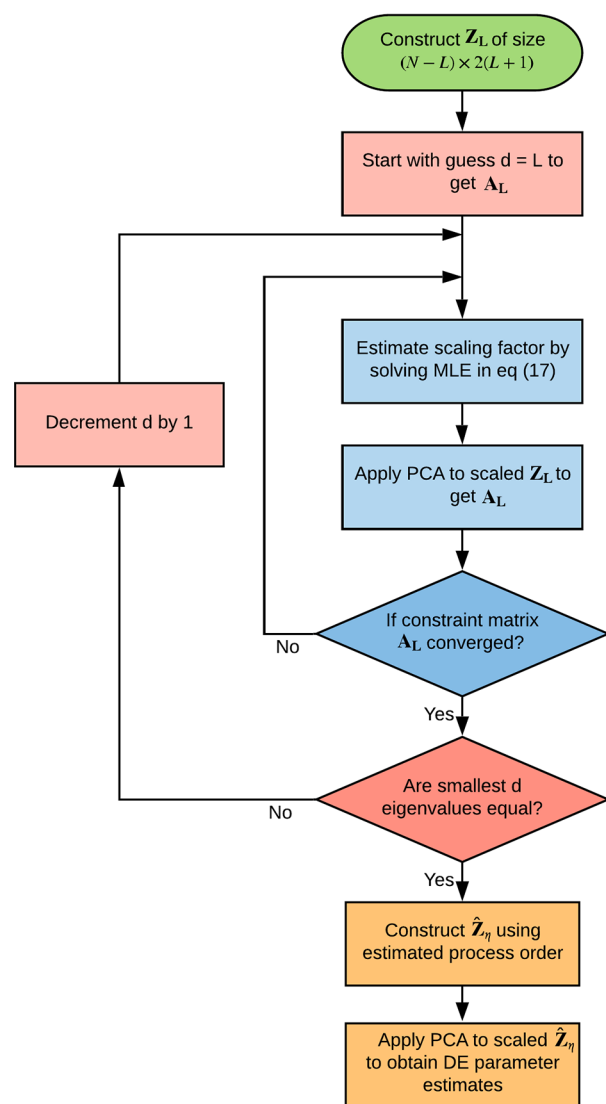 Construct Z_L of size
(N − L) × 2(L + 1)
Start with guess d = L to
get A_L
Estimate scaling factor by
solving MLE in eq (17)
Decrement d by 1
Apply PCA to scaled Z_L to
get A_L
If constraint matrix
A_L converged?
No
Yes
Are smallest d
eigenvalues equal?
No
Yes
Construct Ẑ_η using
estimated process order
Apply PCA to scaled Ẑ_η
to obtain DE parameter
estimates